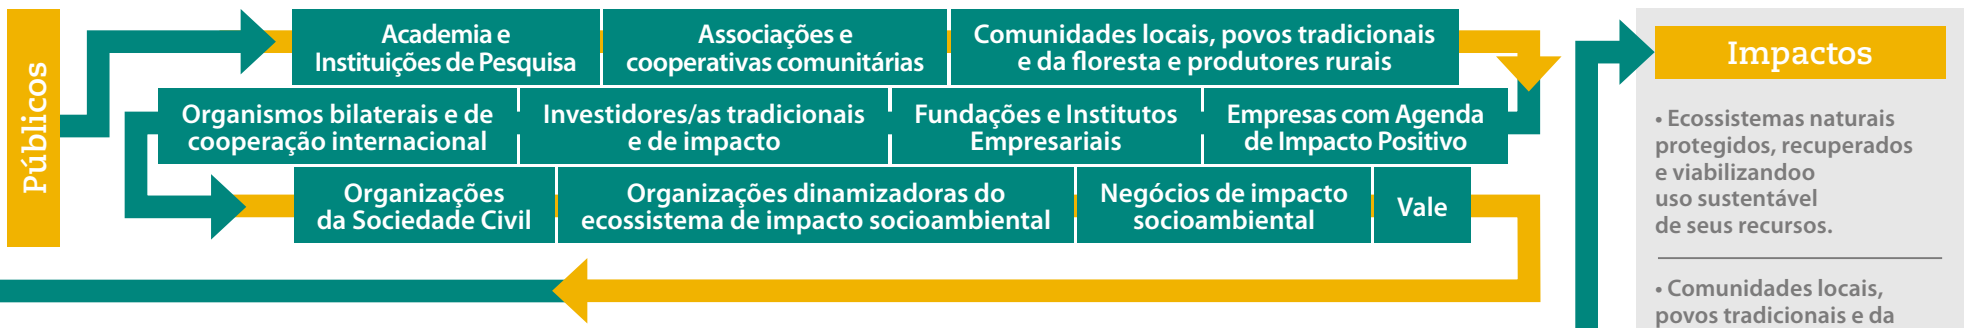 Públicos
Academia e
Instituições de Pesquisa
Associações e
cooperativas comunitárias
Comunidades locais, povos tradicionais
e da floresta e produtores rurais
Organismos bilaterais e de
cooperação internacional
Investidores/as tradicionais
e de impacto
Fundações e Institutos
Empresariais
Empresas com Agenda
de Impacto Positivo
Organizações
da Sociedade Civil
Organizações dinamizadoras do
ecossistema de impacto socioambiental
Negócios de impacto
socioambiental
Vale
Impactos
• Ecossistemas naturais
protegidos, recuperados
e viabilizandoo
uso sustentável
de seus recursos.
• Comunidades locais,
povos tradicionais e da